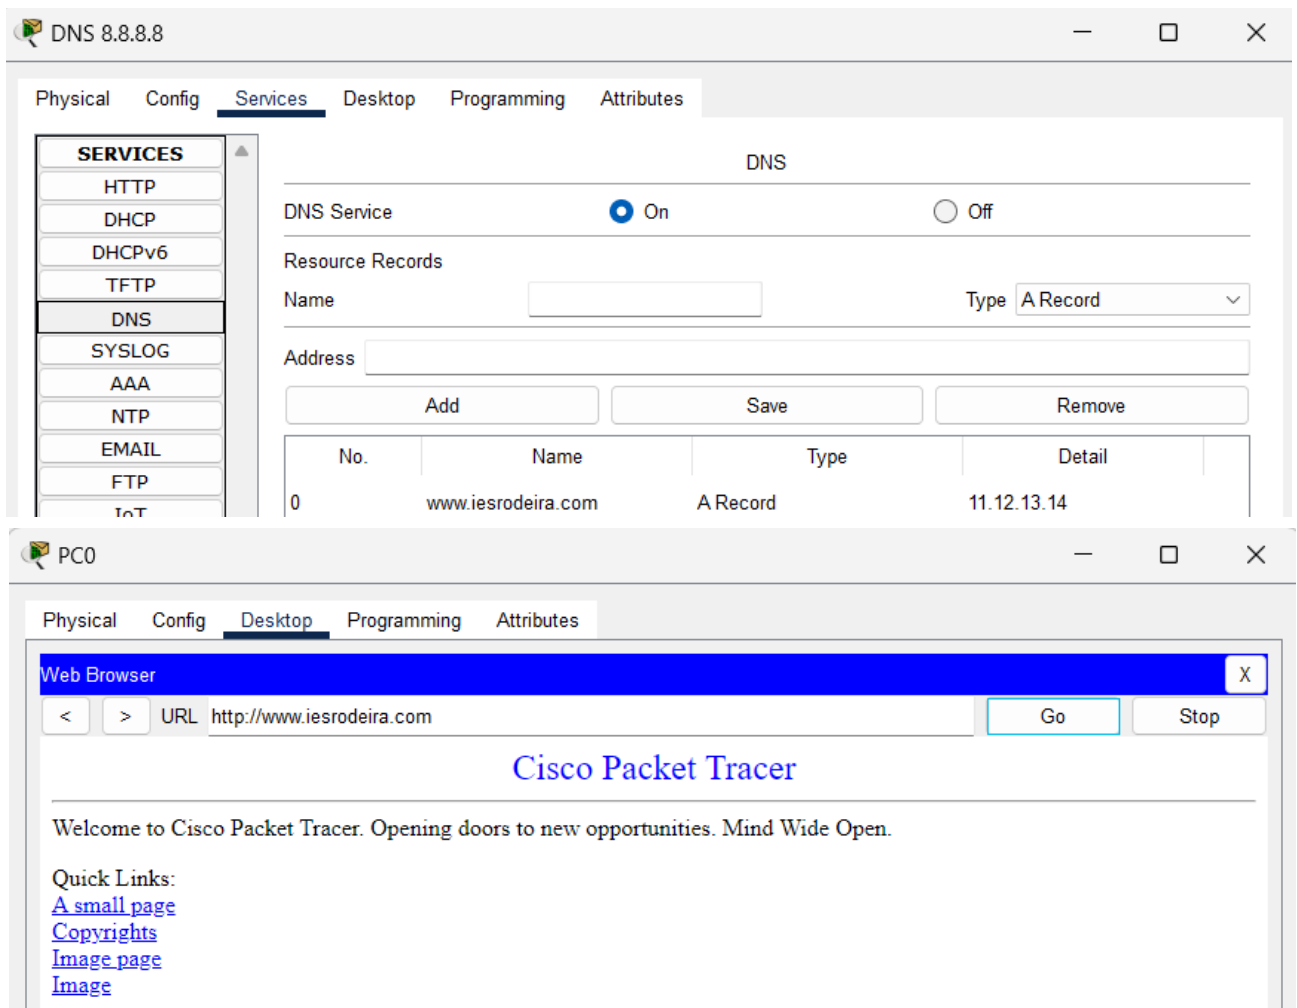 DNS 8.8.8.8
Physical Config Services Desktop Programming Attributes
SERVICES
HTTP
DHCP
DHCPv6
TFTP
DNS
SYSLOG
AAA
NTP
EMAIL
FTP
IoT
DNS
DNS Service On Off
Resource Records
Name Type A Record
Address
Add Save Remove
No. Name Type Detail
0 www.iesrodeira.com A Record 11.12.13.14
PC0
Physical Config Desktop Programming Attributes
Web Browser X
< > URL http://www.iesrodeira.com Go Stop
Cisco Packet Tracer
Welcome to Cisco Packet Tracer. Opening doors to new opportunities. Mind Wide Open.
Quick Links:
A small page
Copyrights
Image page
Image